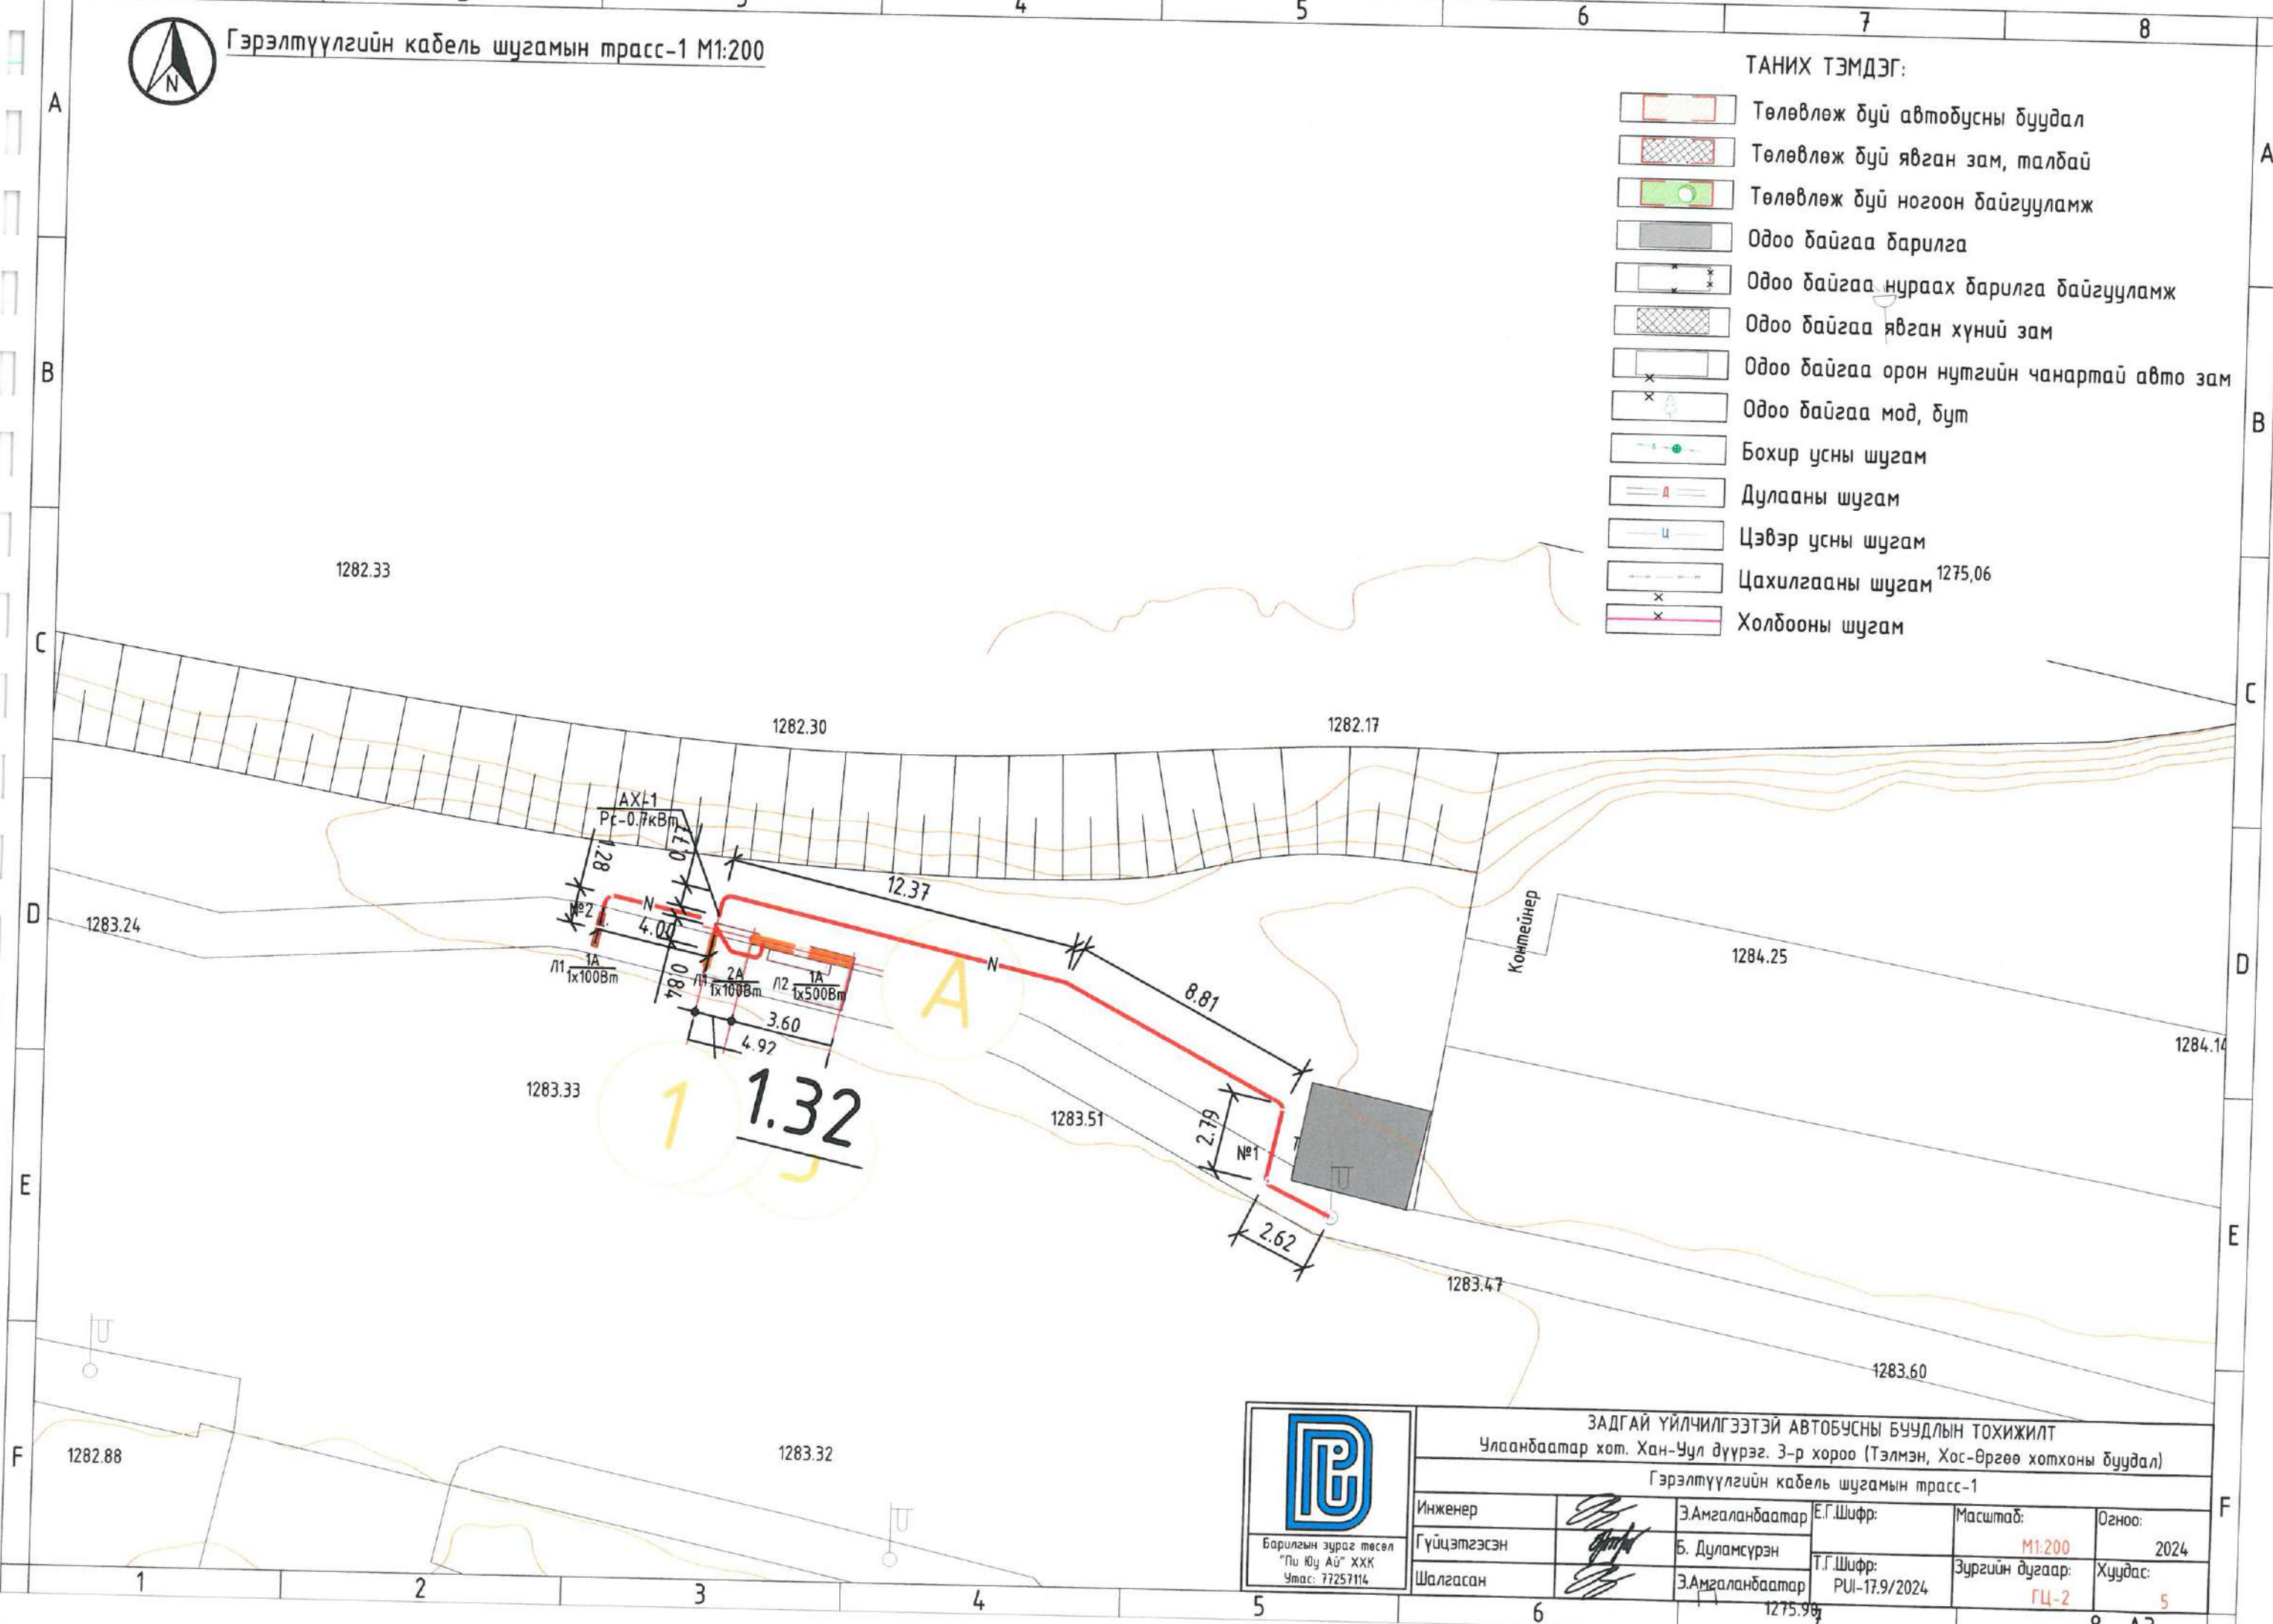 3
4
5
6
7
8
N
Гэрэлтүүлгийн кабель шугамын трасс-1 М1:200
ТАНИХ ТЭМДЭГ:
Төлөвлөж буй автобусны буудал
Төлөвлөж буй явган зам, талбай
Төлөвлөж буй ногоон байгууламж
Одоо байгаа барилга
Одоо байгаа нураах барилга байгууламж
Одоо байгаа явган хүний зам
Одоо байгаа орон нутгийн чанартай авто зам
Одоо байгаа мод, бут
Бохир усны шугам
Д Дулааны шугам
Ц Цэвэр усны шугам
Цахилгааны шугам 1275,06
Холбооны шугам
A
A
B
B
C
C
D
D
E
E
F
F
1282.33
1282.30
1282.17
АХ-1
Рс-0.7кВт
1.28
0.77
12.37
N
№2
4.00
1283.24
Л1 1А
1х100Вт
0.84
Л1 2А
1х100Вт
Л2 1А
1х500Вт
N
А
8.81
Контейнер
1284.25
1284.14
3.60
4.92
1.32
1
1283.33
1283.51
2.79
№1
2.62
1283.47
1283.60
1282.88
1283.32
ЗАДГАЙ ҮЙЛЧИЛГЭЭТЭЙ АВТОБУСНЫ БУУДЛЫН ТОХИЖИЛТ
Улаанбаатар хот. Хан-Уул дүүрэг. 3-р хороо (Тэлмэн, Хос-Өргөө хотхоны буудал)
Гэрэлтүүлгийн кабель шугамын трасс-1
Барилгын зураг төсөл
"Пи Юу Ай" ХХК
Утас: 77257114
Инженер Э.Амгаланбаатар Е.Г.Шифр: Масштаб: М1:200 Огноо: 2024
Гүйцэтгэсэн Б. Дуламсүрэн
Шалгасан Э.Амгаланбаатар Т.Г.Шифр: PUI-17.9/2024 Зургийн дугаар: ГЦ-2 Хуудас: 5
1275.90
1
2
3
4
5
6